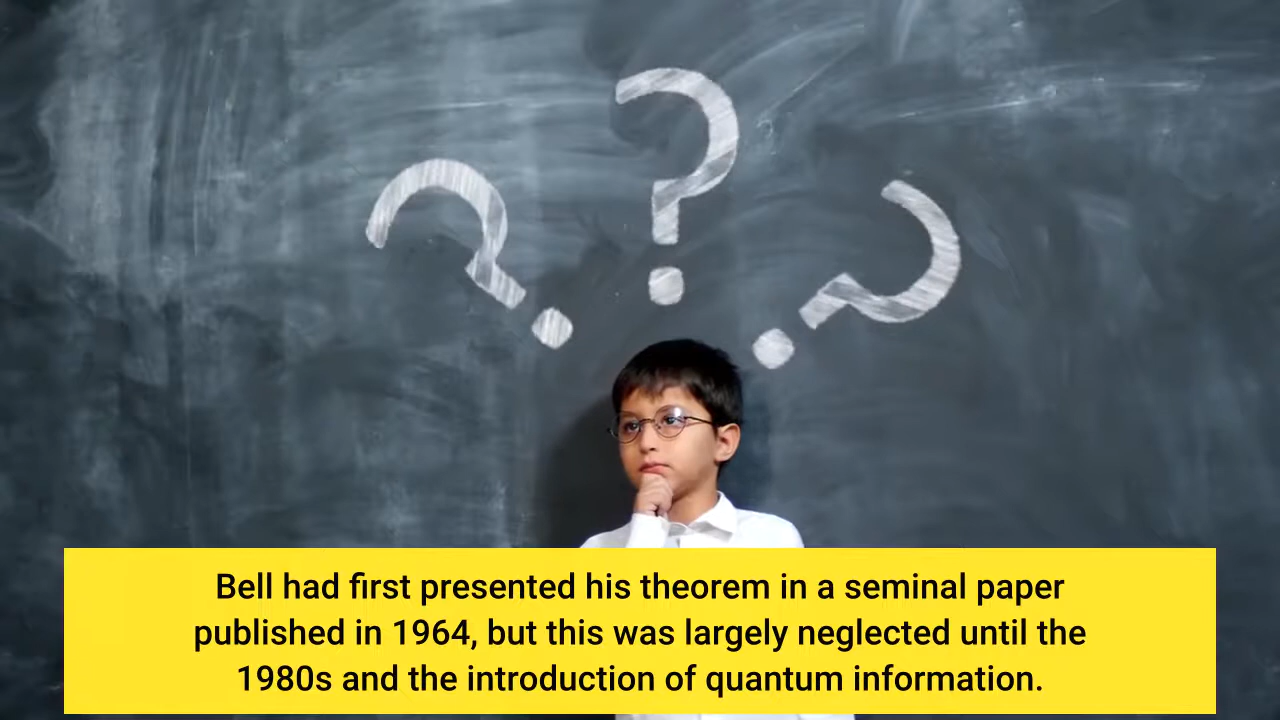 ? ? ?
Bell had first presented his theorem in a seminal paper
published in 1964, but this was largely neglected until the
1980s and the introduction of quantum information.